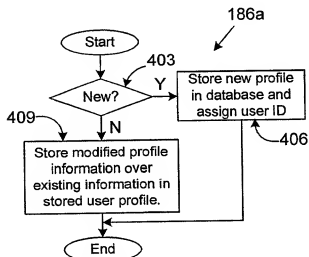 186a
Start
403
New?
Y
Store new profile
in database and
assign user ID
409
N
406
Store modified profile
information over
existing information in
stored user profile.
End